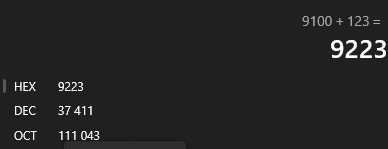 9100 + 123 =
9223
HEX 9223
DEC 37 411
OCT 111 043